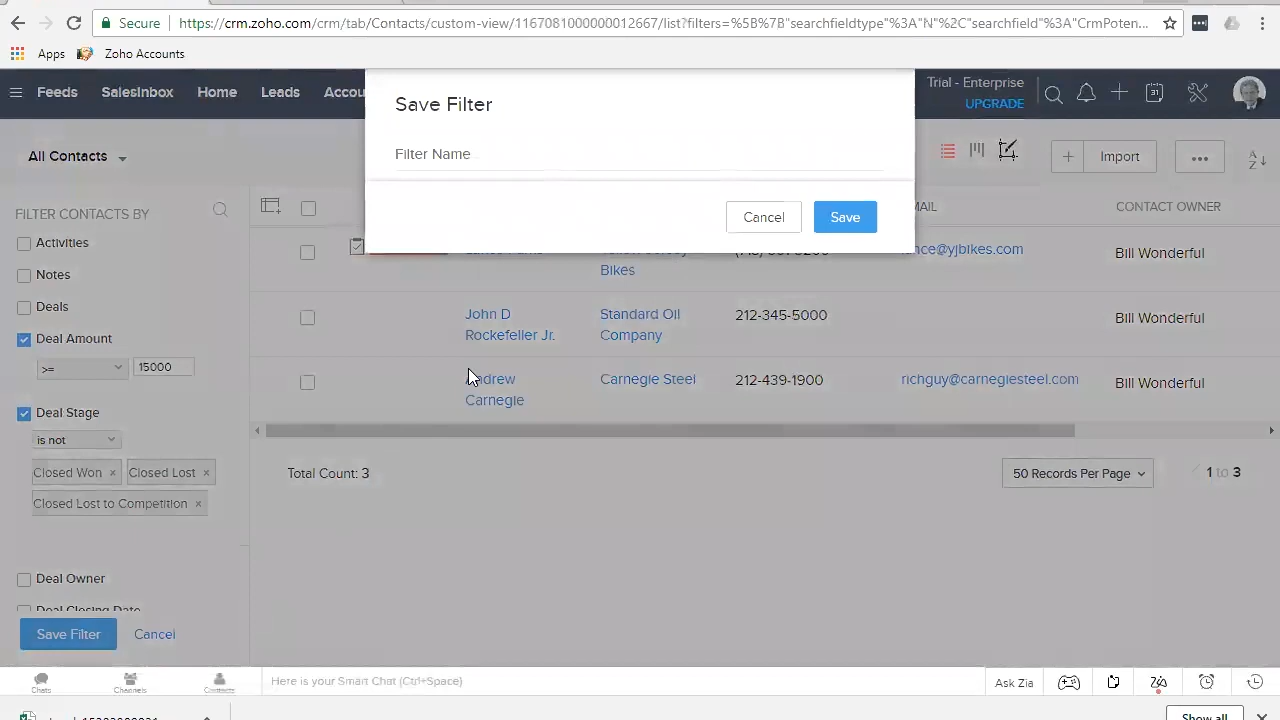 Secure
https://crm.zoho.com/crm/tab/Contacts/custom-view/1167081000000012667/list?filters=%5B%7B"searchfieldtype"%3A"N"%2C"searchfield"%3A"CrmPoten...
Apps
Zoho Accounts
Feeds
SalesInbox
Home
Leads
Accou
Trial - Enterprise
UPGRADE
31
Save Filter
Filter Name
Cancel
Save
All Contacts
Import
FILTER CONTACTS BY
Activities
Notes
Deals
Deal Amount
>=
15000
Deal Stage
is not
Closed Won ×
Closed Lost ×
Closed Lost to Competition ×
Deal Owner
Deal Closing Date
Save Filter
Cancel
CONTACT OWNER
Bikes
@yjbikes.com
Bill Wonderful
John D
Rockefeller Jr.
Standard Oil
Company
212-345-5000
Bill Wonderful
Andrew
Carnegie
Carnegie Steel
212-439-1900
richguy@carnegiesteel.com
Bill Wonderful
Total Count: 3
50 Records Per Page
1 to 3
Chats
Channels
Contacts
Here is your Smart Chat (Ctrl+Space)
Ask Zia
Show all